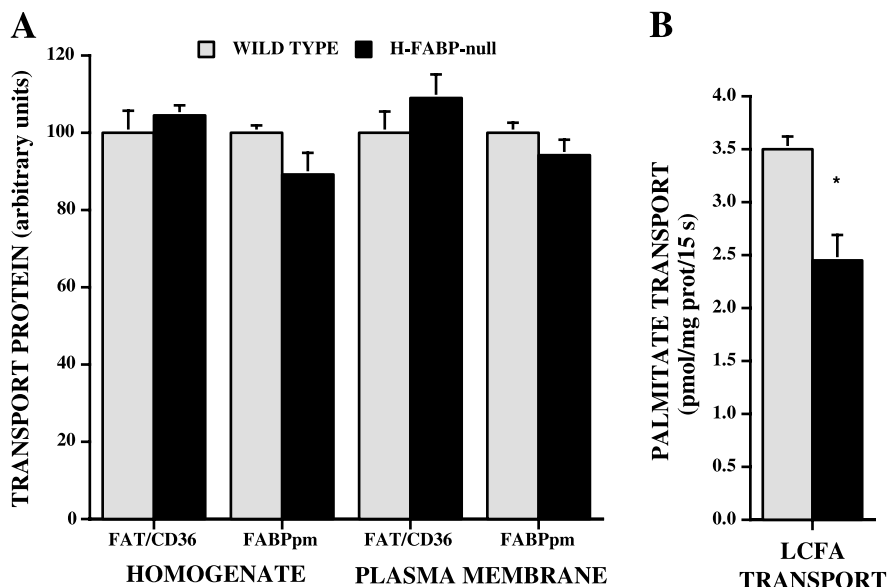 A
WILD TYPE
H-FABP-null
TRANSPORT PROTEIN (arbitrary units)
120
100
80
60
40
20
0
FAT/CD36
FABPpm
FAT/CD36
FABPpm
HOMOGENATE
PLASMA MEMBRANE
B
PALMITATE TRANSPORT
(pmol/mg prot/15 s)
4.0
3.5
3.0
2.5
2.0
1.5
1.0
0.5
0.0
*
LCFA
TRANSPORT